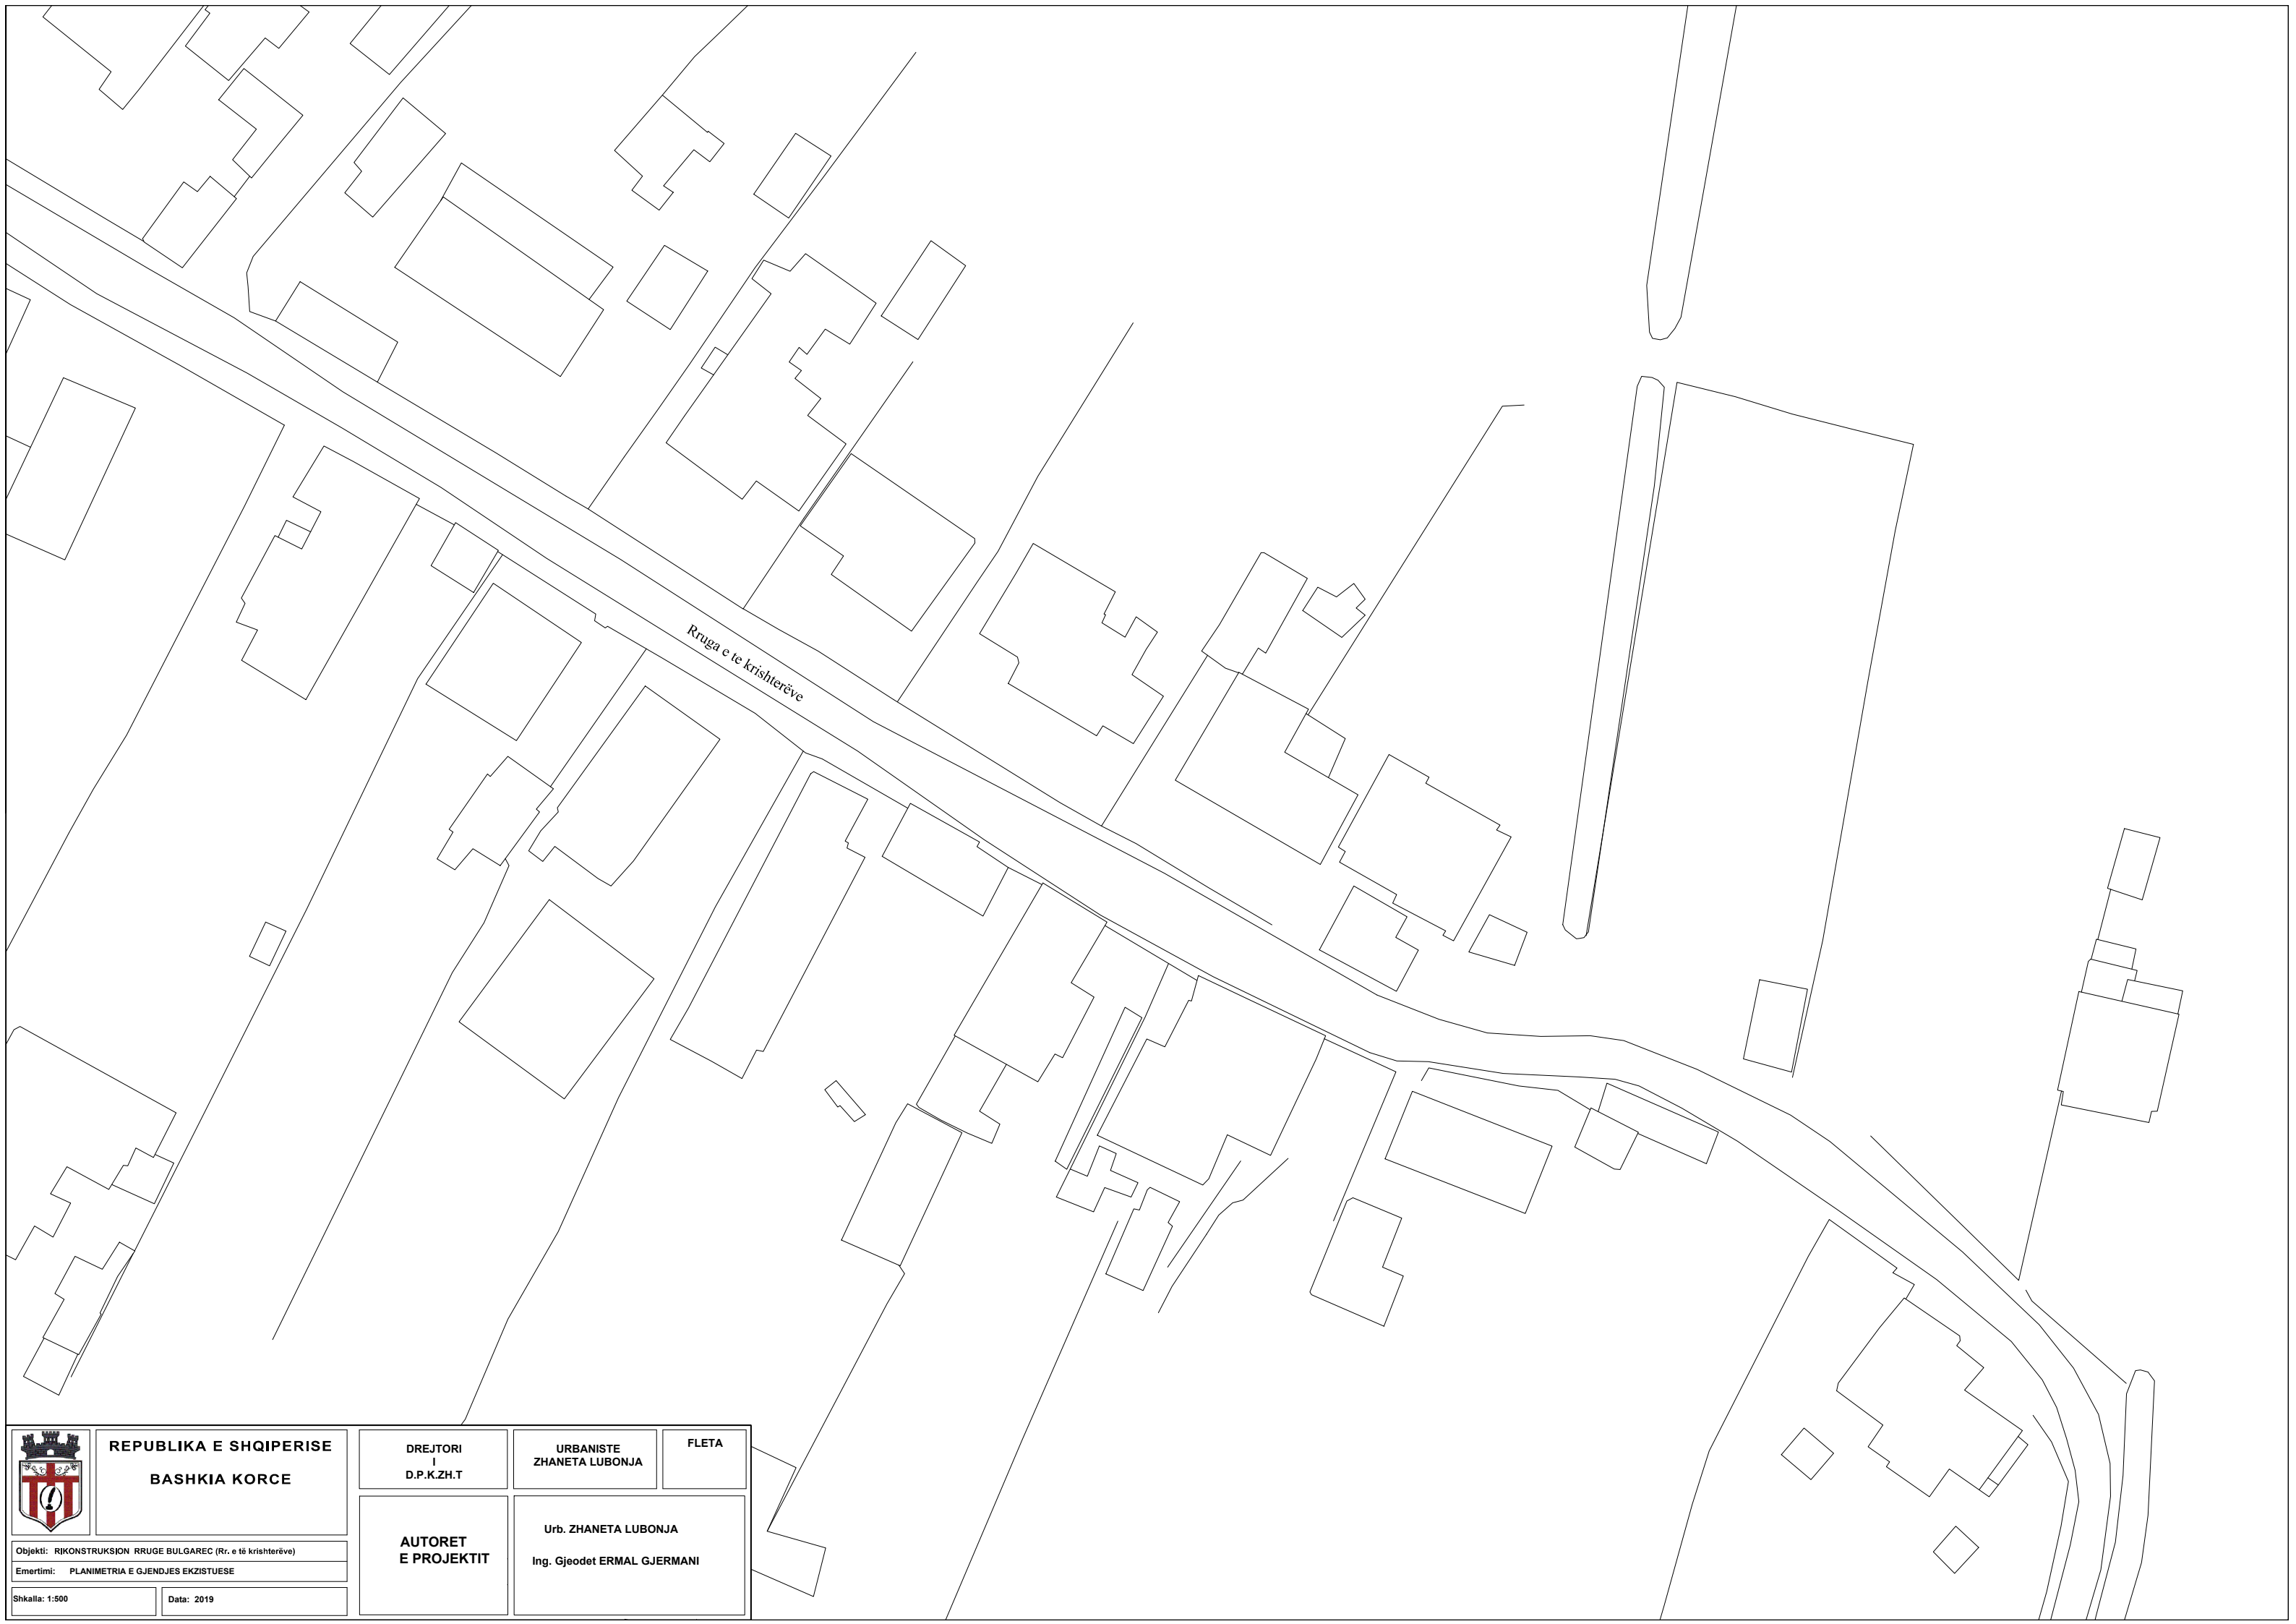 Rruga e te krishterëve
REPUBLIKA E SHQIPERISE
BASHKIA KORCE
Objekti: RIKONSTRUKSION RRUGE BULGAREC (Rr. e të krishterëve)
Emertimi: PLANIMETRIA E GJENDJES EKZISTUESE
Shkalla: 1:500
Data: 2019
DREJTORI
I
D.P.K.ZH.T
URBANISTE
ZHANETA LUBONJA
FLETA
AUTORET
E PROJEKTIT
Urb. ZHANETA LUBONJA
Ing. Gjeodet ERMAL GJERMANI